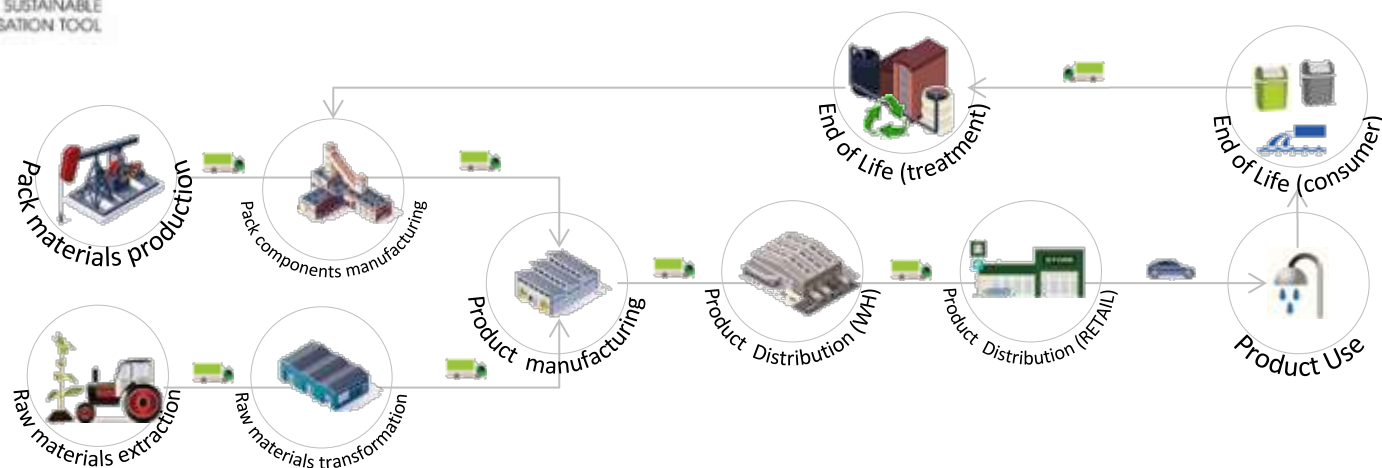 SUSTAINABLE
SATION TOOL
End of Life (treatment)
End of Life (consumer)
Pack materials production
Pack components manufacturing
Product manufacturing
Product Distribution (WH)
STORE
Product Distribution (RETAIL)
Product Use
Raw materials extraction
Raw materials transformation